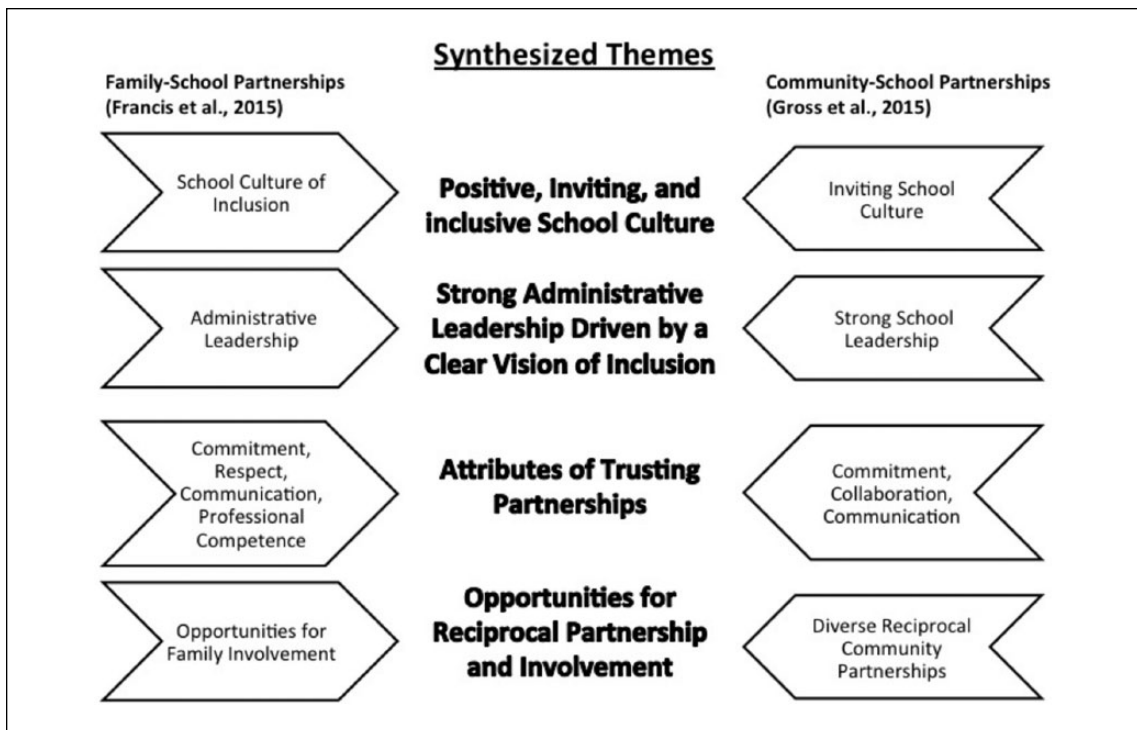 Synthesized Themes
Family-School Partnerships
(Francis et al., 2015)
Community-School Partnerships
(Gross et al., 2015)
School Culture of
Inclusion
Positive, Inviting, and
inclusive School Culture
Inviting School
Culture
Administrative
Leadership
Strong Administrative
Leadership Driven by a
Clear Vision of Inclusion
Strong School
Leadership
Commitment,
Respect,
Communication,
Professional
Competence
Attributes of Trusting
Partnerships
Commitment,
Collaboration,
Communication
Opportunities for
Family Involvement
Opportunities for
Reciprocal Partnership
and Involvement
Diverse Reciprocal
Community
Partnerships